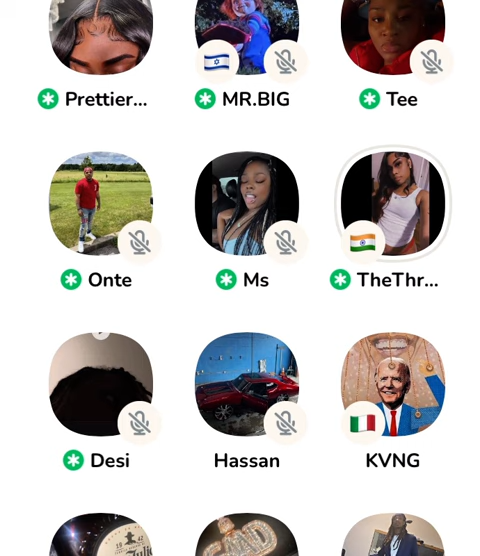 Prettier...
MR.BIG
Tee
Onte
Ms
TheThr...
Desi
Hassan
KVNG